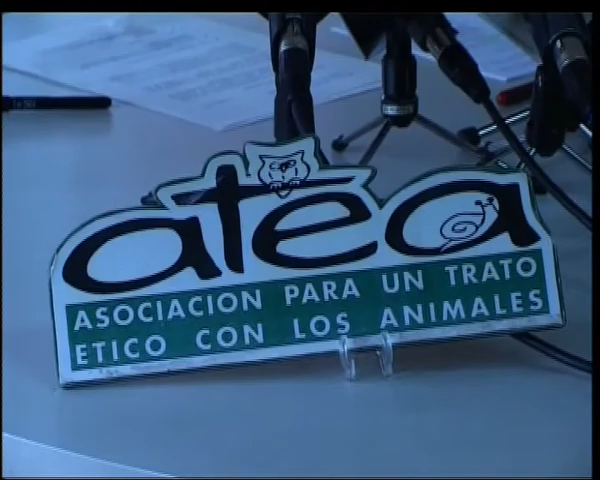 atea
ASOCIACION PARA UN TRATO
ETICO CON LOS ANIMALES